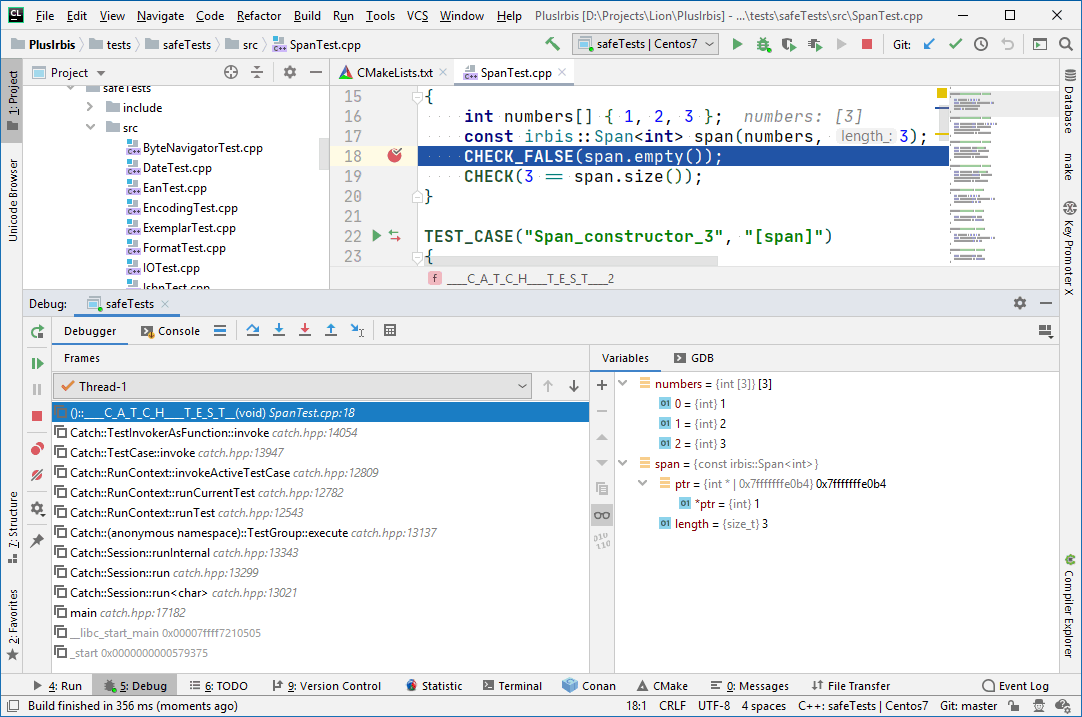 File Edit View Navigate Code Refactor Build Run Tools VCS Window Help PlusIrbis [D:\Projects\Lion\PlusIrbis] - ...\tests\safeTests\src\SpanTest.cpp
PlusIrbis tests safeTests src SpanTest.cpp safeTests | Centos7 Git:
1: Project
Unicode Browser
7: Structure
2: Favorites
Project
safeTests
include
src
ByteNavigatorTest.cpp
DateTest.cpp
EanTest.cpp
EncodingTest.cpp
ExemplarTest.cpp
FormatTest.cpp
IOTest.cpp
IsbnTest.cpp
CMakeLists.txt SpanTest.cpp
15 {
16 int numbers[] { 1, 2, 3 }; numbers: [3]
17 const irbis::Span<int> span(numbers, length_: 3);
18 CHECK_FALSE(span.empty());
19 CHECK(3 == span.size());
20 }
21
22 TEST_CASE("Span_constructor_3", "[span]")
23 {
f ____C_A_T_C_H____T_E_S_T____2
Database
make
Key Promoter X
Compiler Explorer
Debug: safeTests
Debugger Console
Frames
Thread-1
()::____C_A_T_C_H____T_E_S_T__(void) SpanTest.cpp:18
Catch::TestInvokerAsFunction::invoke catch.hpp:14054
Catch::TestCase::invoke catch.hpp:13947
Catch::RunContext::invokeActiveTestCase catch.hpp:12809
Catch::RunContext::runCurrentTest catch.hpp:12782
Catch::RunContext::runTest catch.hpp:12543
Catch::(anonymous namespace)::TestGroup::execute catch.hpp:13137
Catch::Session::runInternal catch.hpp:13343
Catch::Session::run catch.hpp:13299
Catch::Session::run<char> catch.hpp:13021
main catch.hpp:17182
__libc_start_main 0x00007ffff7210505
_start 0x0000000000579375
Variables GDB
numbers = {int [3]} [3]
0 = {int} 1
1 = {int} 2
2 = {int} 3
span = {const irbis::Span<int>}
ptr = {int * | 0x7fffffffe0b4} 0x7fffffffe0b4
*ptr = {int} 1
length = {size_t} 3
4: Run 5: Debug 6: TODO 9: Version Control Statistic Terminal Conan CMake 0: Messages File Transfer Event Log
Build finished in 356 ms (moments ago) 18:1 CRLF UTF-8 4 spaces C++: safeTests | Centos7 Git: master